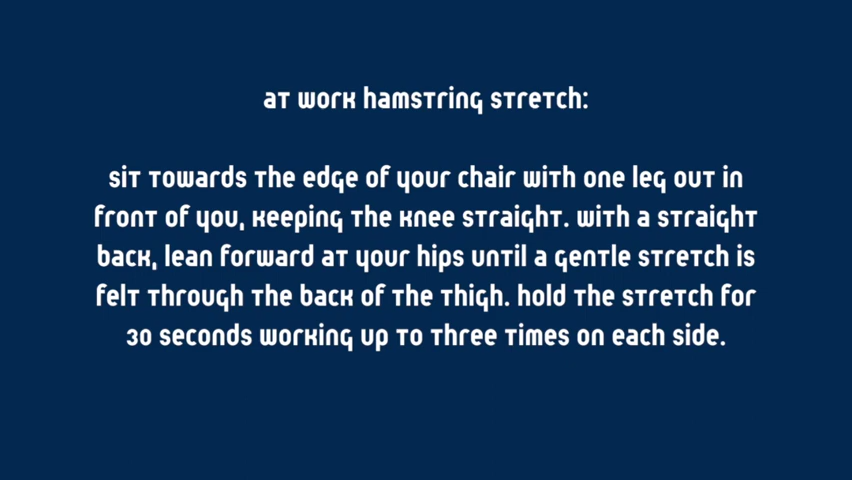 at work hamstring stretch:
sit towards the edge of your chair with one leg out in
front of you, keeping the knee straight. with a straight
back, lean forward at your hips until a gentle stretch is
felt through the back of the thigh. hold the stretch for
30 seconds working up to three times on each side.